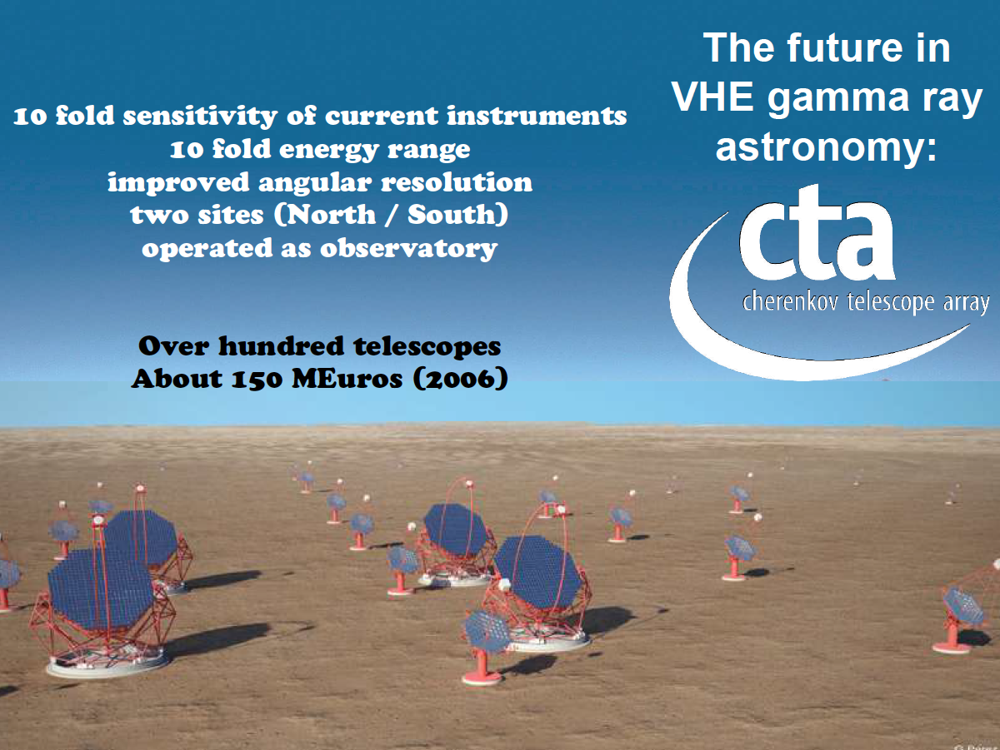 The future in
VHE gamma ray
astronomy:
cta
cherenkov telescope array
10 fold sensitivity of current instruments
10 fold energy range
improved angular resolution
two sites (North / South)
operated as observatory
Over hundred telescopes
About 150 MEuros (2006)